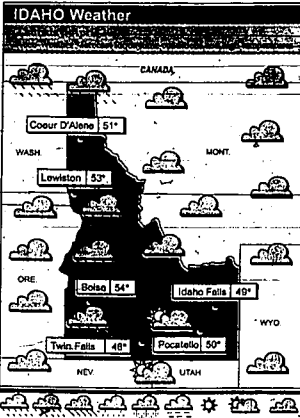 IDAHO Weather
CANADA
Coeur D'Alene 51°
WASH.
MONT.
Lewiston 53°
ORE.
Boise 54°
Idaho Falls 49°
WYO.
Twin Falls 48°
Pocatello 50°
NEV.
UTAH